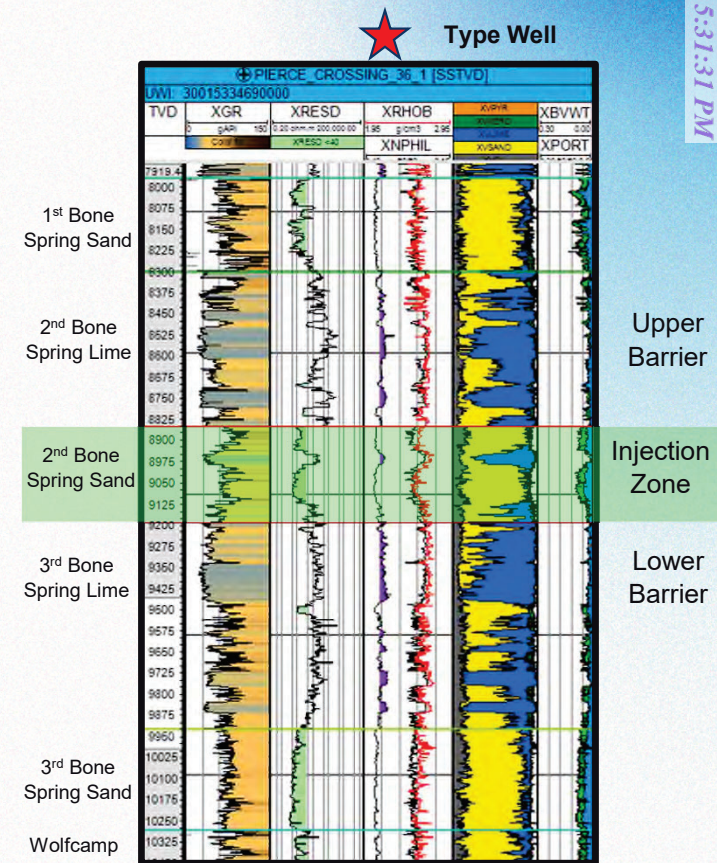 5:31:31 PM
Type Well
PIERCE_CROSSING_36_1 [SSTVD]
UWI: 30015334690000
TVD
XGR
XRESD
XRHOB
XVPYR
XBVWT
0 gAPI 150
0.20 ohm.m 200,000.00
1.95 g/cm3 2.95
0.30 0.00
XRESD <40
XNPHIL
XVSAND
XPORT
7919.4
8000
8075
8150
8225
8300
8375
8450
8525
8600
8675
8750
8825
8900
8975
9050
9125
9200
9275
9350
9425
9500
9575
9650
9725
9800
9875
9950
10025
10100
10175
10250
10325
1st Bone
Spring Sand
2nd Bone
Spring Lime
Upper
Barrier
2nd Bone
Spring Sand
Injection
Zone
3rd Bone
Spring Lime
Lower
Barrier
3rd Bone
Spring Sand
Wolfcamp